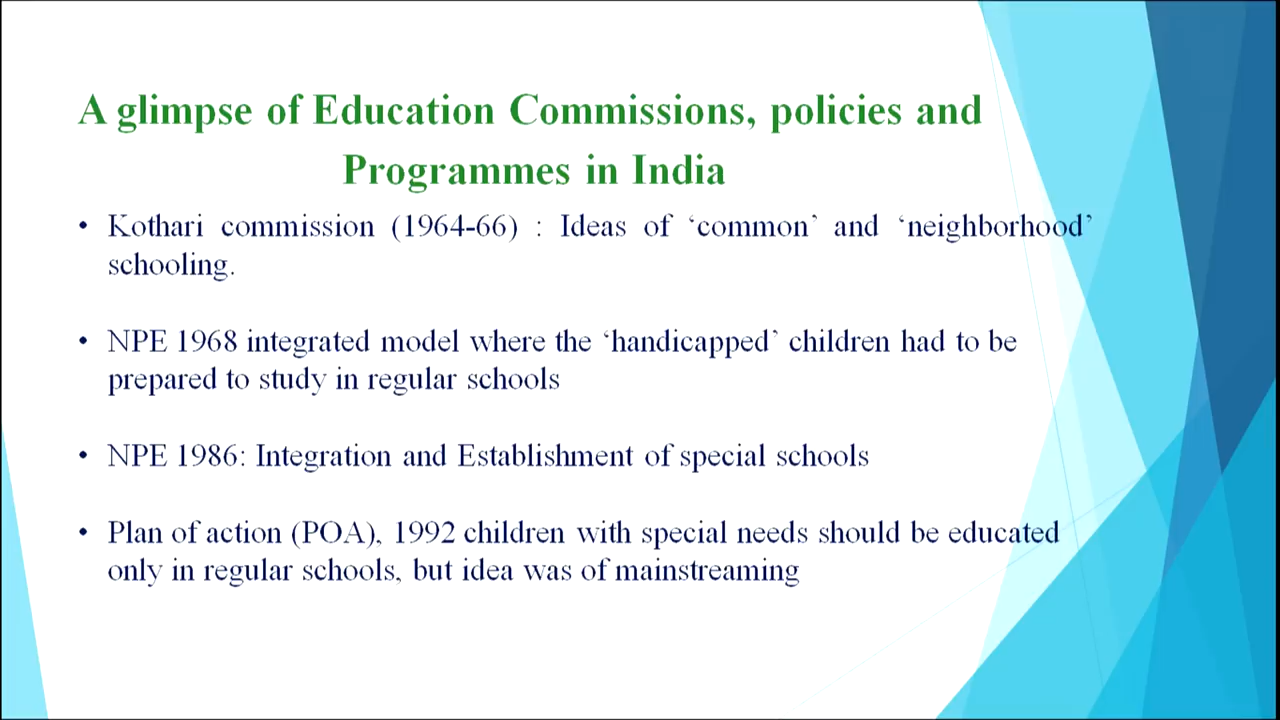 A glimpse of Education Commissions, policies and
Programmes in India
• Kothari commission (1964-66) : Ideas of ‘common’ and ‘neighborhood’
schooling.
• NPE 1968 integrated model where the ‘handicapped’ children had to be
prepared to study in regular schools
• NPE 1986: Integration and Establishment of special schools
• Plan of action (POA), 1992 children with special needs should be educated
only in regular schools, but idea was of mainstreaming